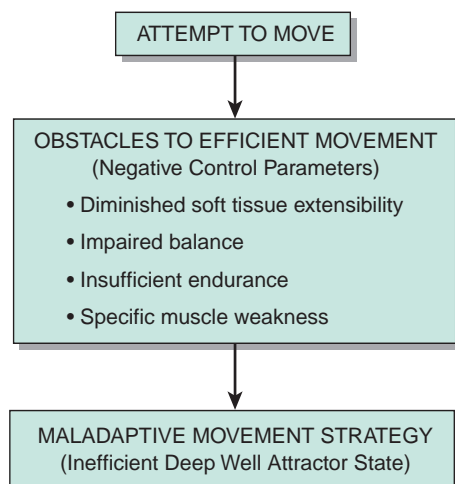 ATTEMPT TO MOVE
OBSTACLES TO EFFICIENT MOVEMENT
(Negative Control Parameters)
• Diminished soft tissue extensibility
• Impaired balance
• Insufficient endurance
• Specific muscle weakness
MALADAPTIVE MOVEMENT STRATEGY
(Inefficient Deep Well Attractor State)